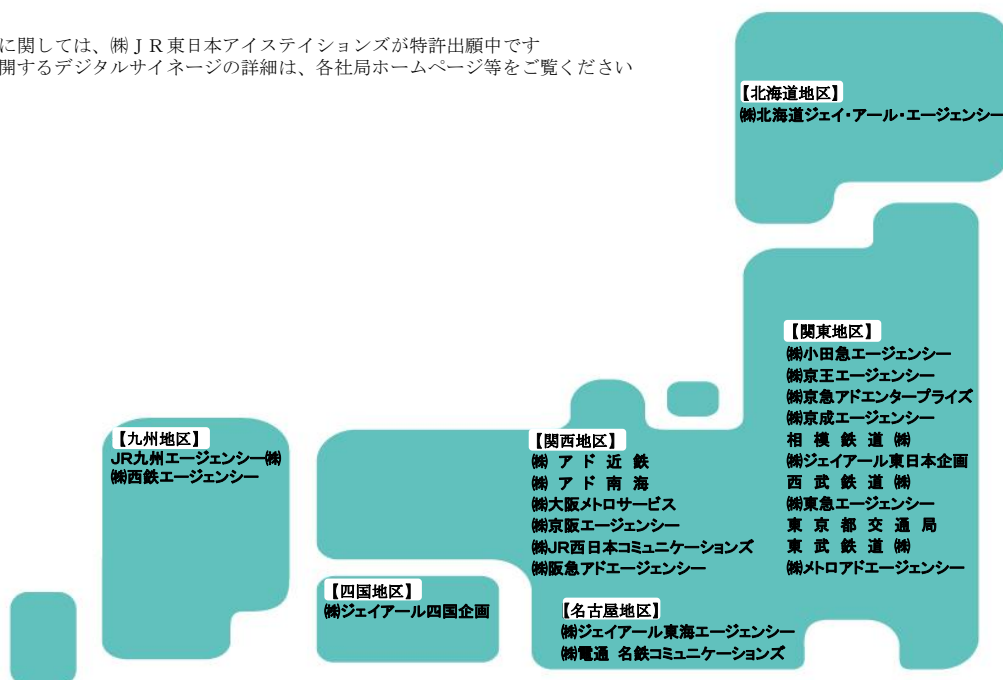 に関しては、㈱ＪＲ東日本アイステイションズが特許出願中です
開するデジタルサイネージの詳細は、各社局ホームページ等をご覧ください
【北海道地区】
㈱北海道ジェイ・アール・エージェンシー
【関東地区】
㈱小田急エージェンシー
㈱京王エージェンシー
㈱京急アドエンタープライズ
㈱京成エージェンシー
相 模 鉄 道 ㈱
㈱ジェイアール東日本企画
西 武 鉄 道 ㈱
㈱東急エージェンシー
東 京 都 交 通 局
東 武 鉄 道 ㈱
㈱メトロアドエージェンシー
【関西地区】
㈱ ア ド 近 鉄
㈱ ア ド 南 海
㈱大阪メトロサービス
㈱京阪エージェンシー
㈱JR西日本コミュニケーションズ
㈱阪急アドエージェンシー
【九州地区】
JR九州エージェンシー㈱
㈱西鉄エージェンシー
【四国地区】
㈱ジェイアール四国企画
【名古屋地区】
㈱ジェイアール東海エージェンシー
㈱電通 名鉄コミュニケーションズ